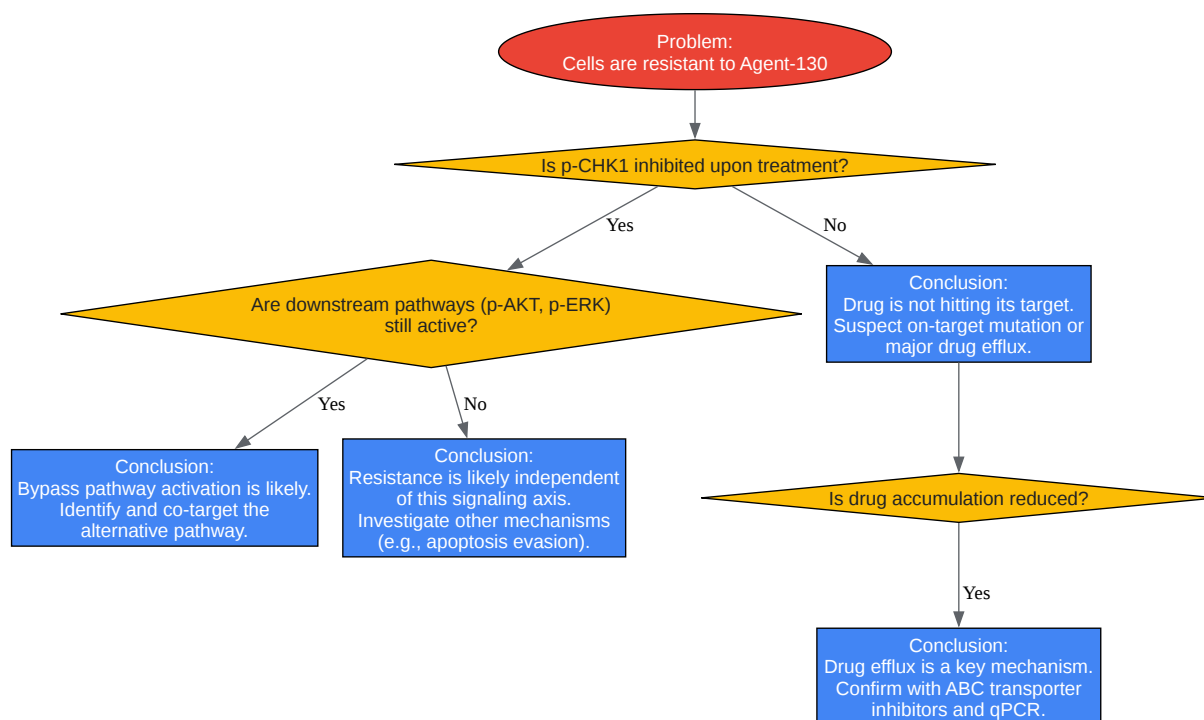 Problem:
Cells are resistant to Agent-130
Is p-CHK1 inhibited upon treatment?
Yes
No
Are downstream pathways (p-AKT, p-ERK)
still active?
Conclusion:
Drug is not hitting its target.
Suspect on-target mutation or
major drug efflux.
Yes
No
Conclusion:
Bypass pathway activation is likely.
Identify and co-target the
alternative pathway.
Conclusion:
Resistance is likely independent
of this signaling axis.
Investigate other mechanisms
(e.g., apoptosis evasion).
Is drug accumulation reduced?
Yes
Conclusion:
Drug efflux is a key mechanism.
Confirm with ABC transporter
inhibitors and qPCR.